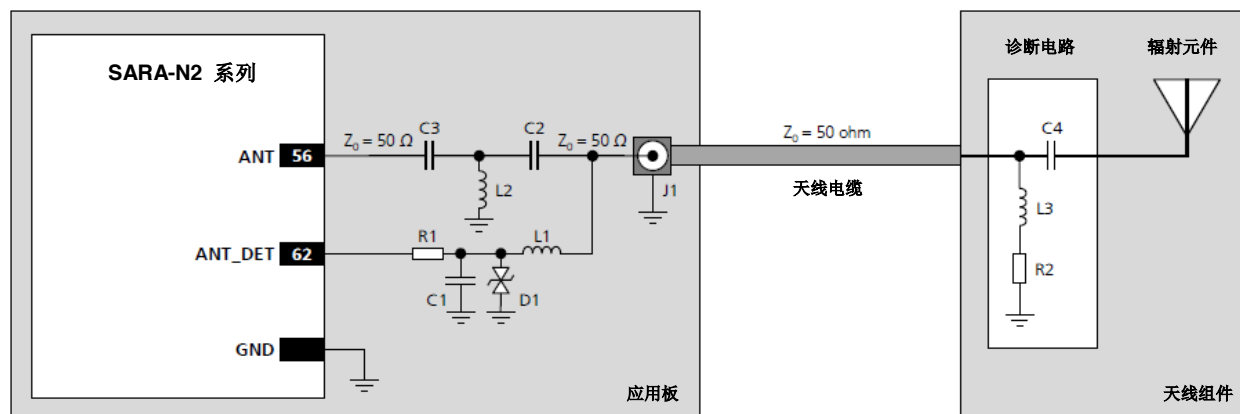 SARA-N2 系列
ANT 56
Z₀ = 50 Ω
C3
C2
Z₀ = 50 Ω
L2
J1
ANT_DET 62
R1
L1
C1
D1
GND
应用板
Z₀ = 50 ohm
天线电缆
诊断电路
辐射元件
C4
L3
R2
天线组件